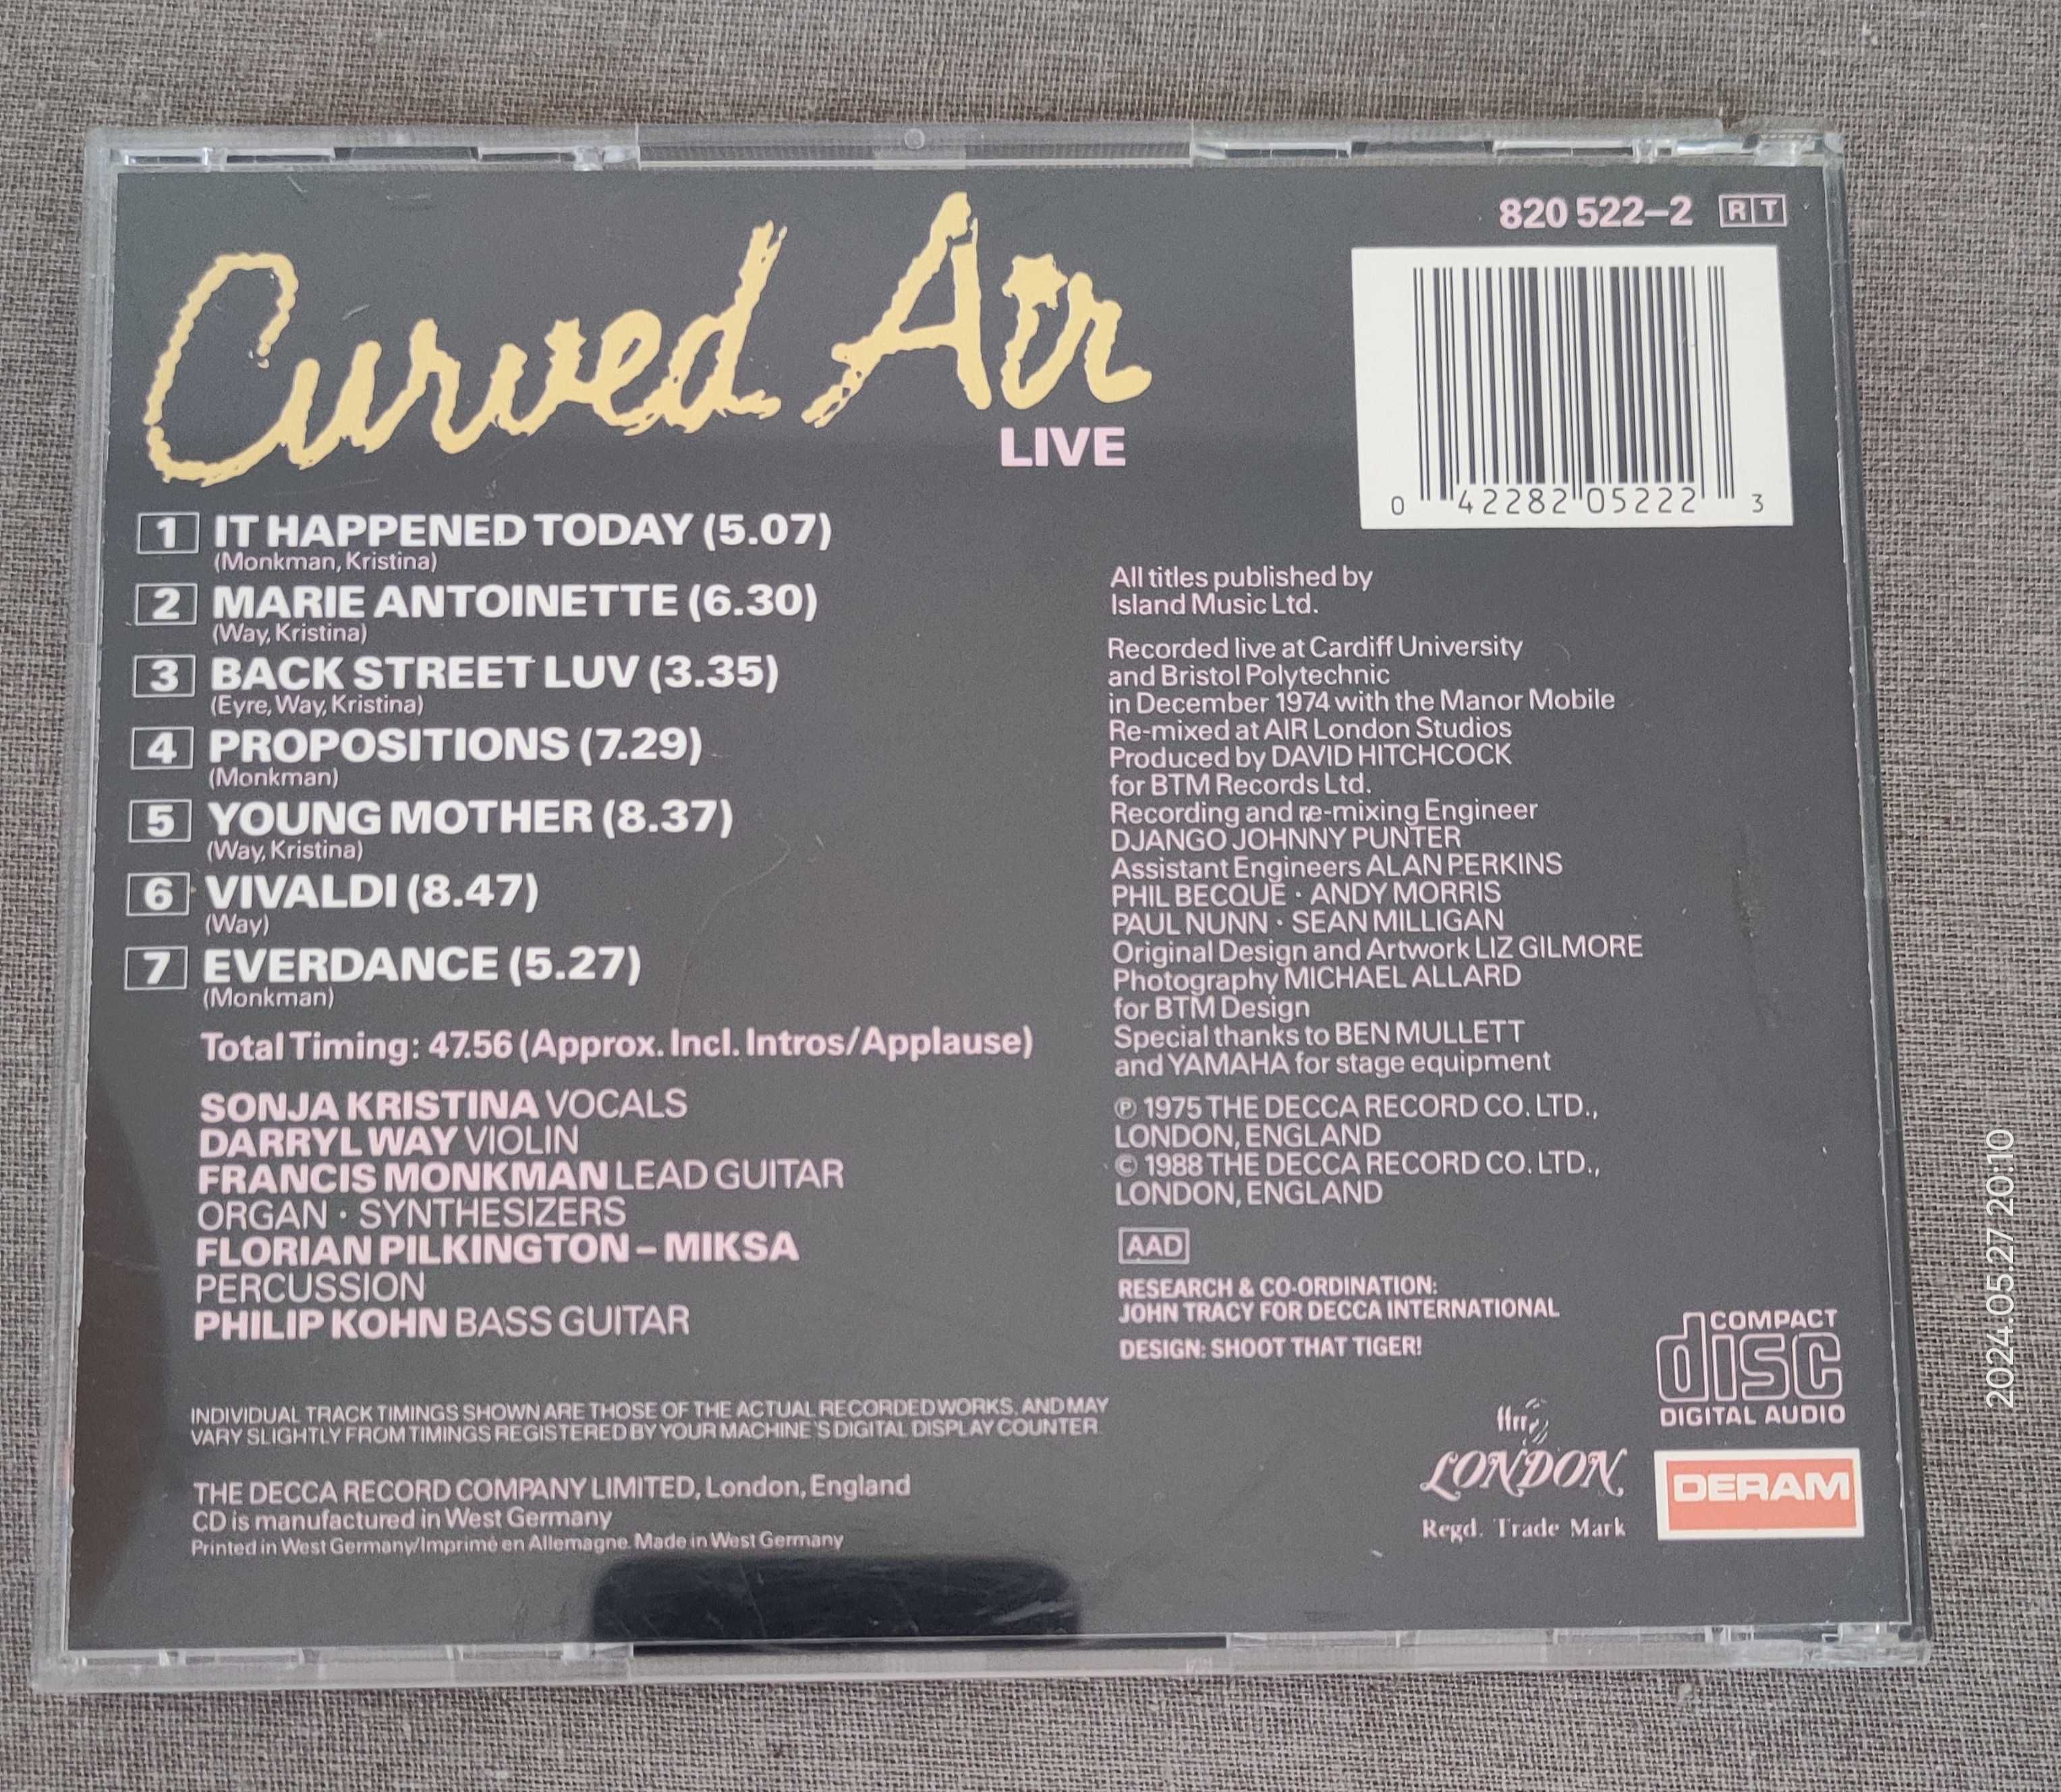 Curved Air
LIVE
820 522–2 RT
0 42282 05222 3
1 IT HAPPENED TODAY (5.07)
(Monkman, Kristina)
2 MARIE ANTOINETTE (6.30)
(Way, Kristina)
3 BACK STREET LUV (3.35)
(Eyre, Way, Kristina)
4 PROPOSITIONS (7.29)
(Monkman)
5 YOUNG MOTHER (8.37)
(Way, Kristina)
6 VIVALDI (8.47)
(Way)
7 EVERDANCE (5.27)
(Monkman)
Total Timing: 47.56 (Approx. Incl. Intros/Applause)
SONJA KRISTINA VOCALS
DARRYL WAY VIOLIN
FRANCIS MONKMAN LEAD GUITAR
ORGAN · SYNTHESIZERS
FLORIAN PILKINGTON – MIKSA
PERCUSSION
PHILIP KOHN BASS GUITAR
All titles published by
Island Music Ltd.
Recorded live at Cardiff University
and Bristol Polytechnic
in December 1974 with the Manor Mobile
Re-mixed at AIR London Studios
Produced by DAVID HITCHCOCK
for BTM Records Ltd.
Recording and re-mixing Engineer
DJANGO JOHNNY PUNTER
Assistant Engineers ALAN PERKINS
PHIL BECQUE · ANDY MORRIS
PAUL NUNN · SEAN MILLIGAN
Original Design and Artwork LIZ GILMORE
Photography MICHAEL ALLARD
for BTM Design
Special thanks to BEN MULLETT
and YAMAHA for stage equipment
℗ 1975 THE DECCA RECORD CO. LTD.,
LONDON, ENGLAND
© 1988 THE DECCA RECORD CO. LTD.,
LONDON, ENGLAND
AAD
RESEARCH & CO-ORDINATION:
JOHN TRACY FOR DECCA INTERNATIONAL
DESIGN: SHOOT THAT TIGER!
INDIVIDUAL TRACK TIMINGS SHOWN ARE THOSE OF THE ACTUAL RECORDED WORKS, AND MAY
VARY SLIGHTLY FROM TIMINGS REGISTERED BY YOUR MACHINE'S DIGITAL DISPLAY COUNTER
THE DECCA RECORD COMPANY LIMITED, London, England
CD is manufactured in West Germany
Printed in West Germany/Imprimé en Allemagne. Made in West Germany
COMPACT
disc
DIGITAL AUDIO
ffrr
LONDON
Regd. Trade Mark
DERAM
2024.05.27 20:10